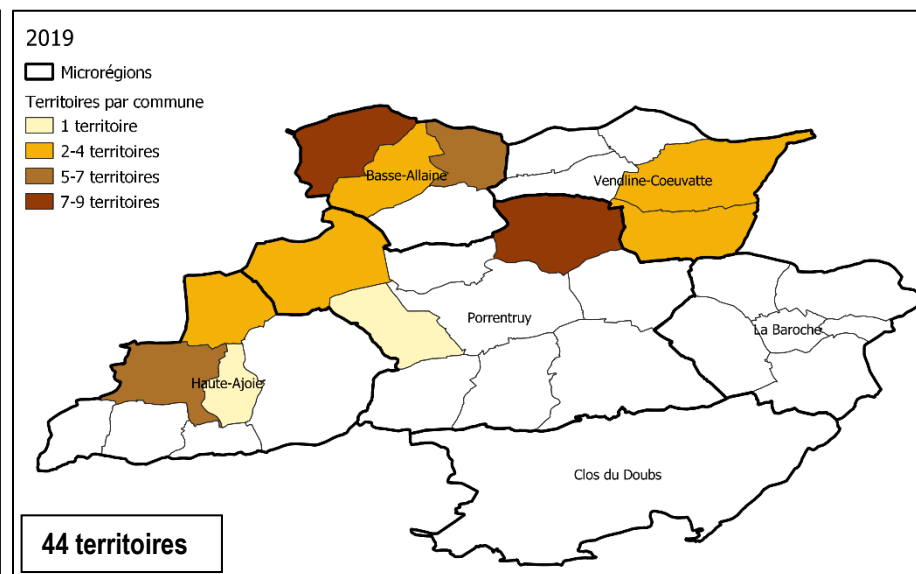 2019
Microrégions
Territoires par commune
1 territoire
2-4 territoires
5-7 territoires
7-9 territoires
Basse-Allaine
Vendline-Coeuvatte
Porrentruy
La Baroche
Haute-Ajoie
Clos du Doubs
44 territoires